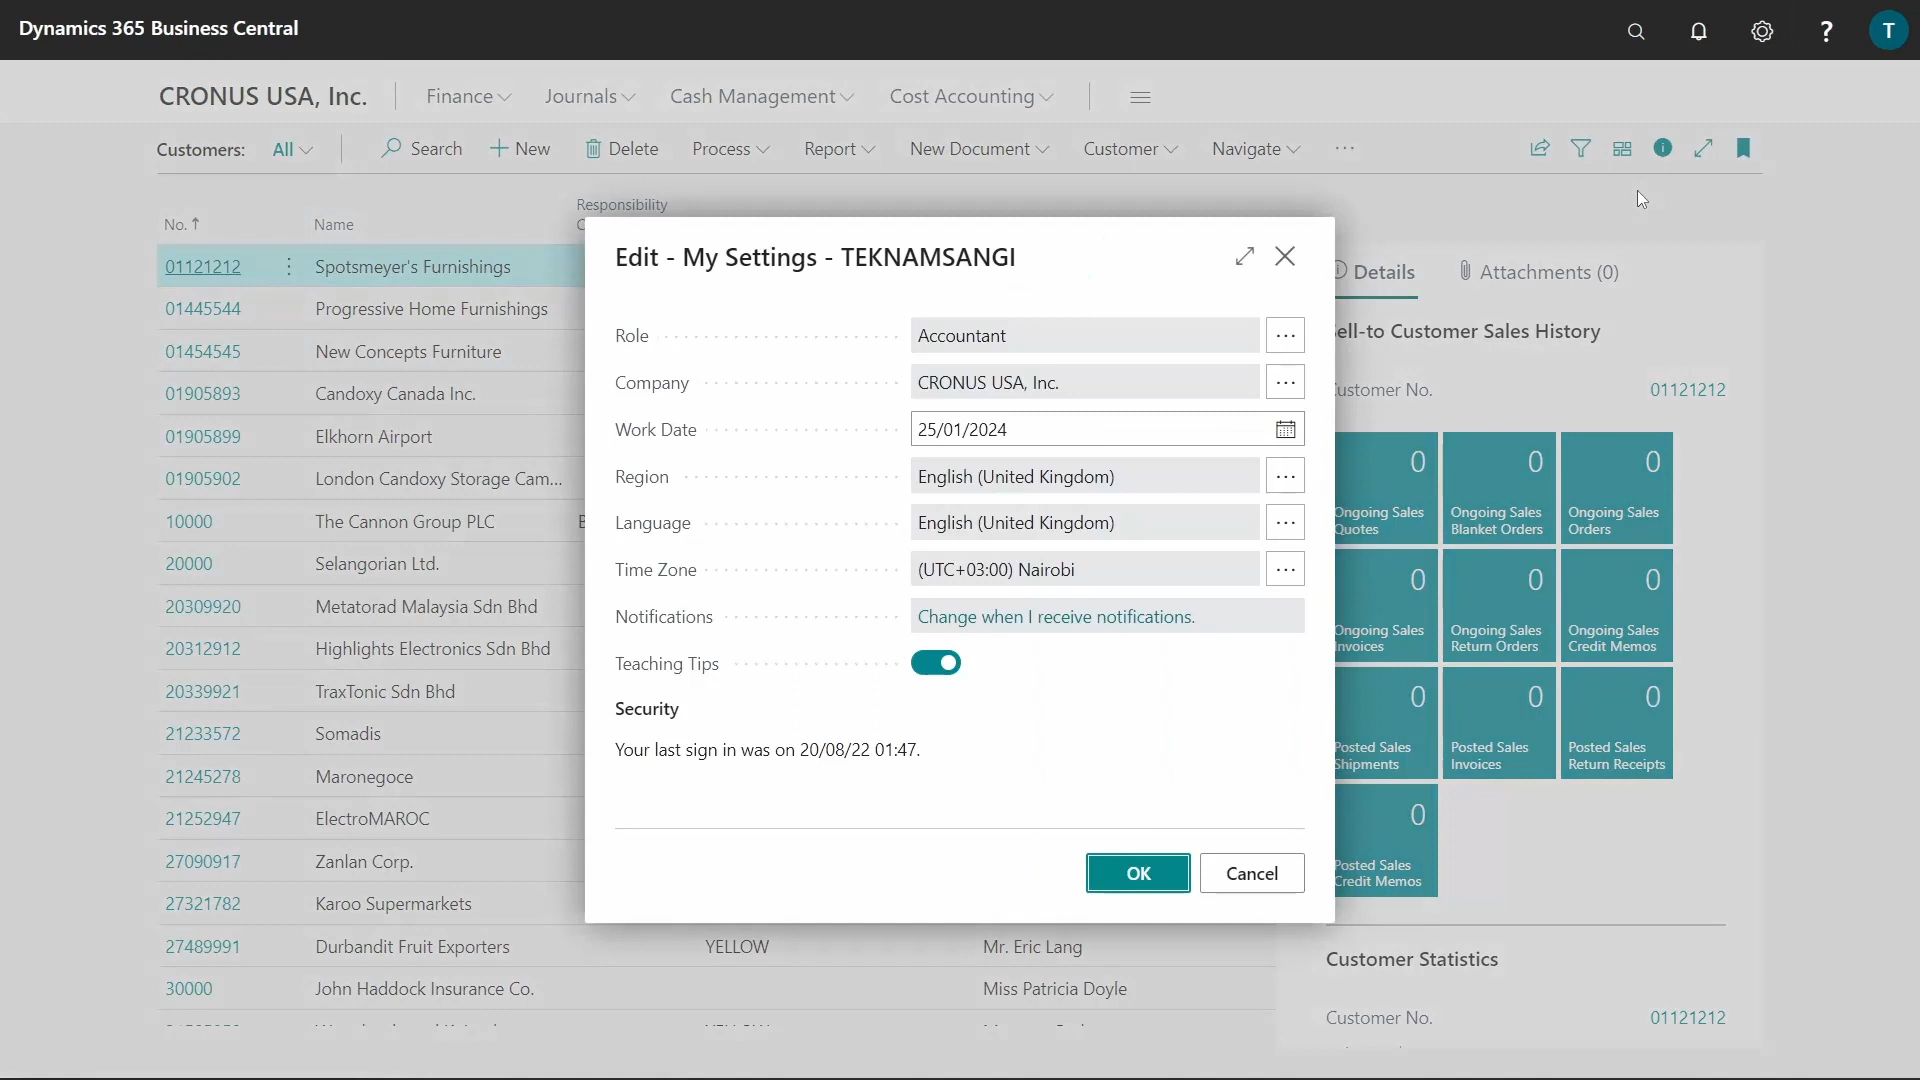 Dynamics 365 Business Central
?
T
CRONUS USA, Inc.
Finance
Journals
Cash Management
Cost Accounting
Customers:
All
Search
New
Delete
Process
Report
New Document
Customer
Navigate
No. ↑
Name
Responsibility
01121212
Spotsmeyer's Furnishings
01445544
Progressive Home Furnishings
01454545
New Concepts Furniture
01905893
Candoxy Canada Inc.
01905899
Elkhorn Airport
01905902
London Candoxy Storage Cam...
10000
The Cannon Group PLC
20000
Selangorian Ltd.
20309920
Metatorad Malaysia Sdn Bhd
20312912
Highlights Electronics Sdn Bhd
20339921
TraxTonic Sdn Bhd
21233572
Somadis
21245278
Maronegoce
21252947
ElectroMAROC
27090917
Zanlan Corp.
27321782
Karoo Supermarkets
27489991
Durbandit Fruit Exporters
YELLOW
Mr. Eric Lang
30000
John Haddock Insurance Co.
Miss Patricia Doyle
Edit - My Settings - TEKNAMSANGI
Role
Accountant
Company
CRONUS USA, Inc.
Work Date
25/01/2024
Region
English (United Kingdom)
Language
English (United Kingdom)
Time Zone
(UTC+03:00) Nairobi
Notifications
Change when I receive notifications.
Teaching Tips
Security
Your last sign in was on 20/08/22 01:47.
OK
Cancel
Details
Attachments (0)
ell-to Customer Sales History
ustomer No.
01121212
0
Ongoing Sales
Quotes
0
Ongoing Sales
Blanket Orders
0
Ongoing Sales
Orders
0
Ongoing Sales
Invoices
0
Ongoing Sales
Return Orders
0
Ongoing Sales
Credit Memos
0
Posted Sales
Shipments
0
Posted Sales
Invoices
0
Posted Sales
Return Receipts
0
Posted Sales
Credit Memos
Customer Statistics
Customer No.
01121212